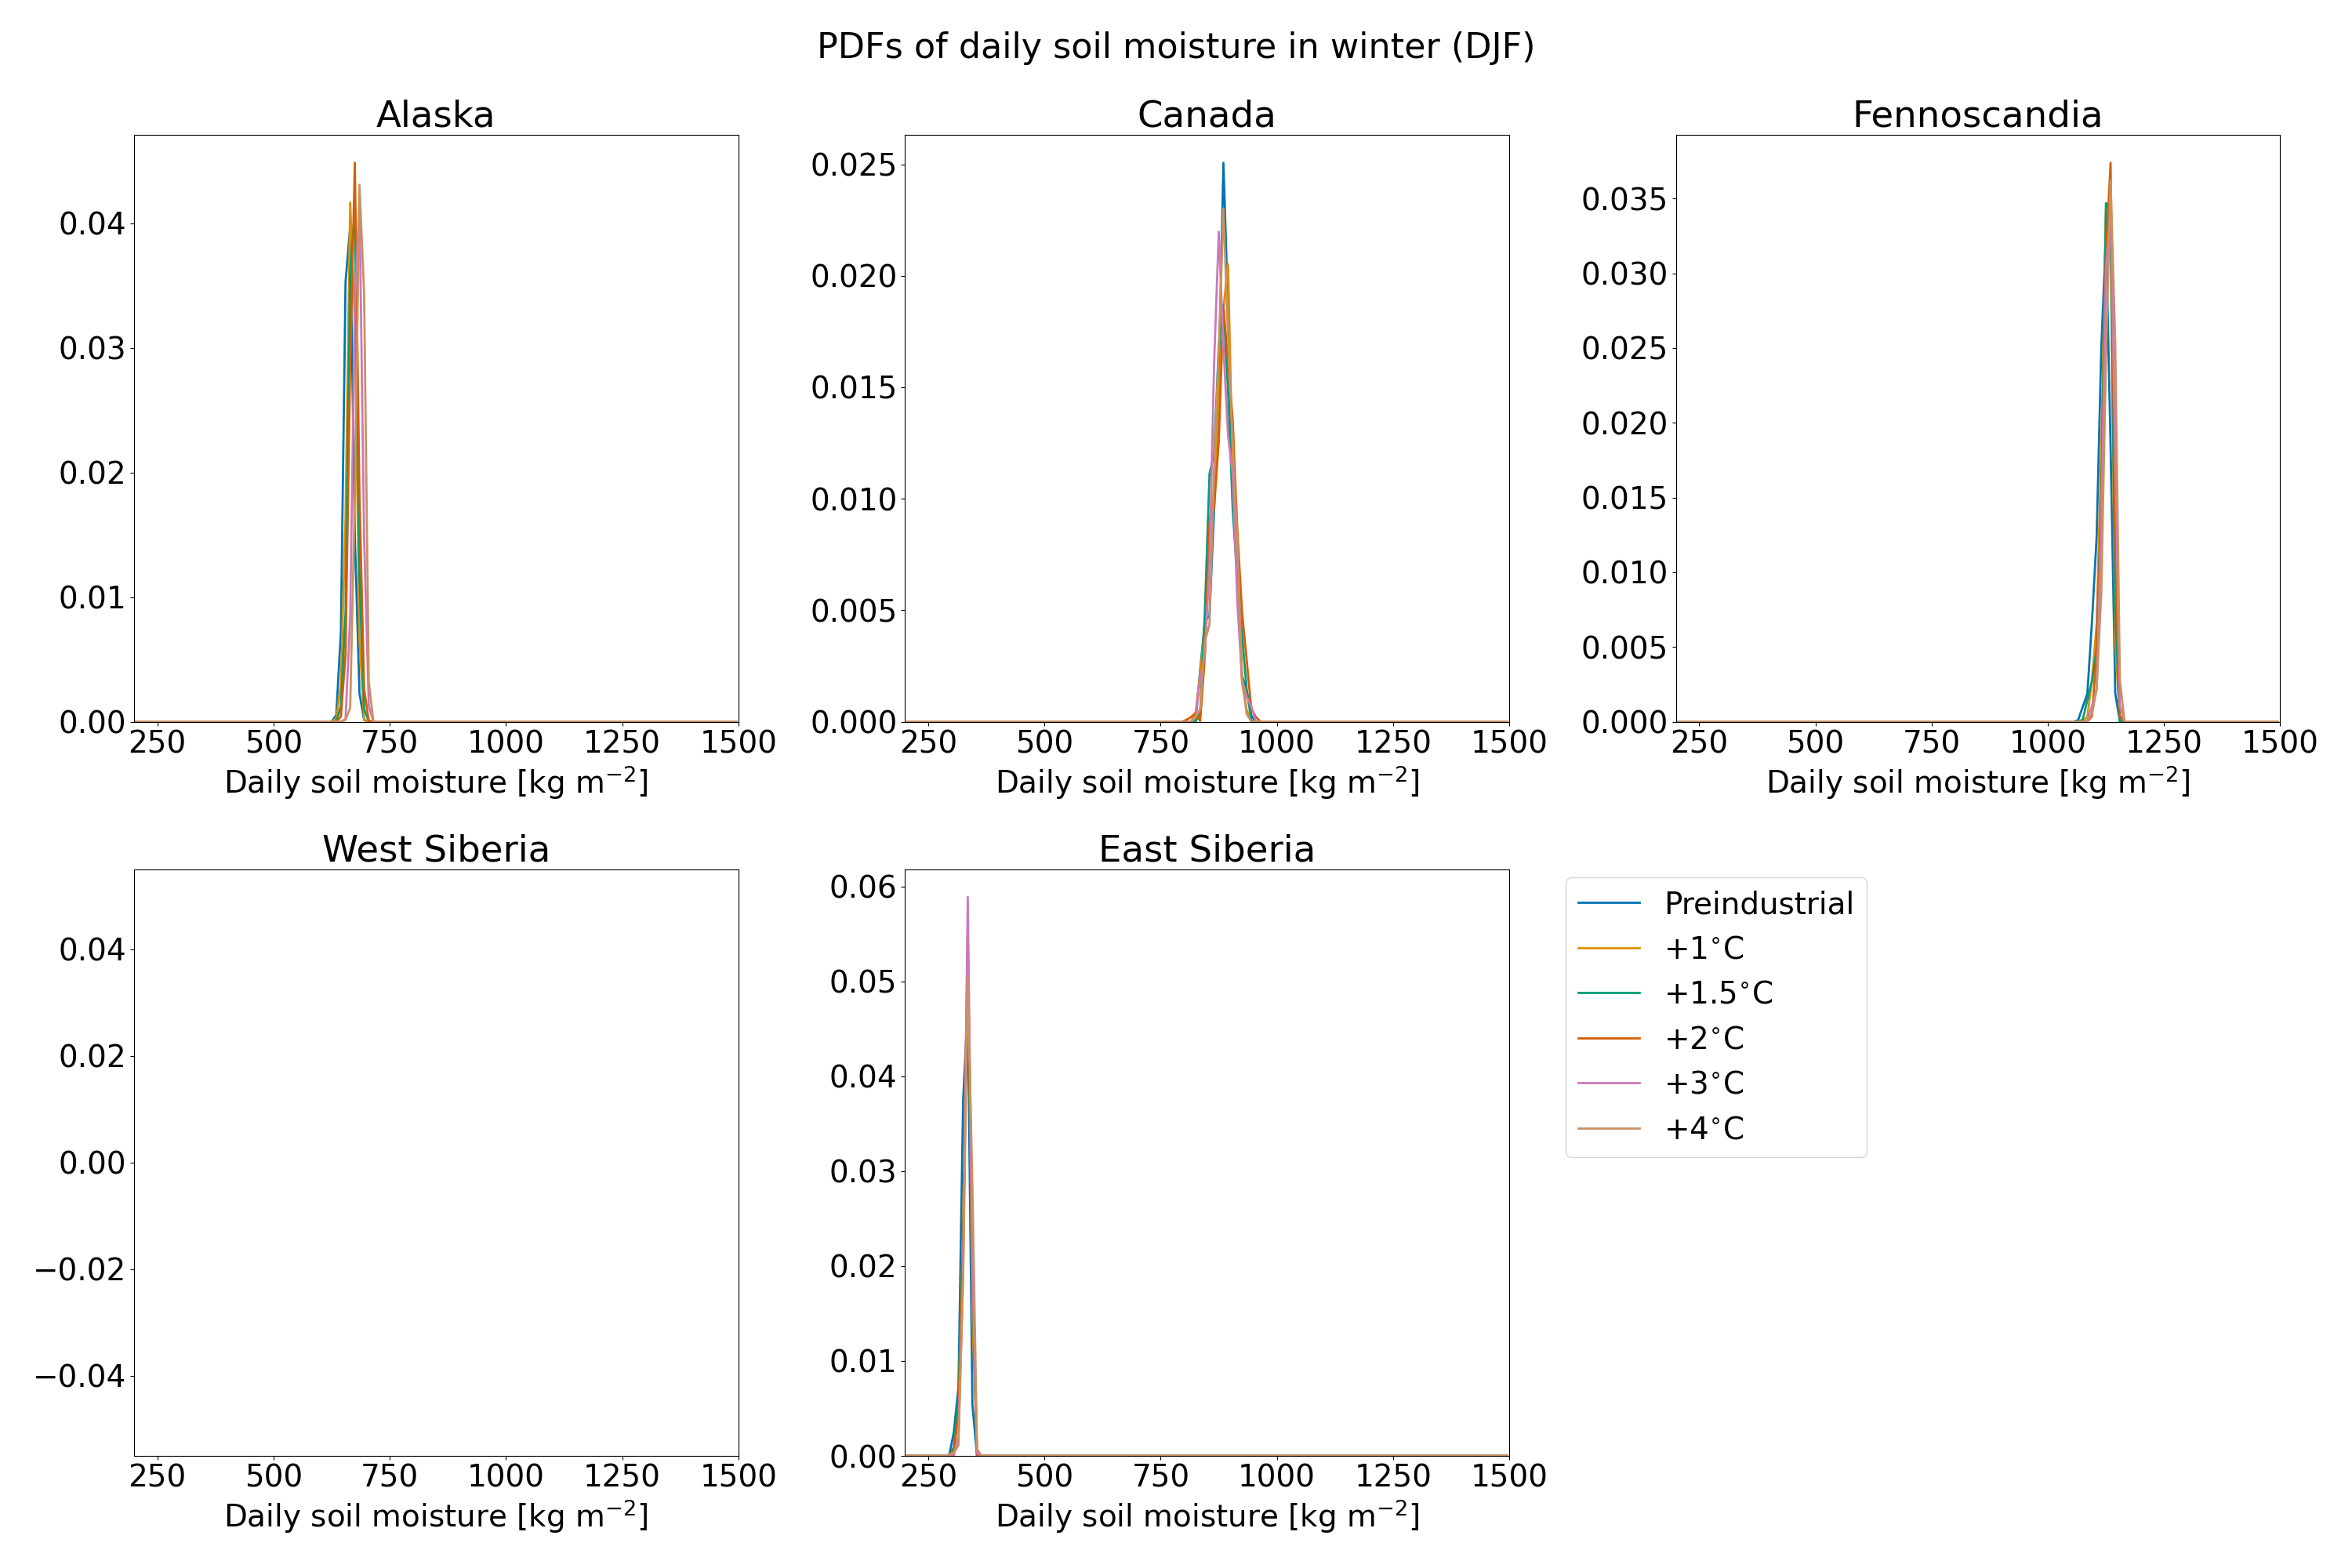 PDFs of daily soil moisture in winter (DJF)
Alaska
0.04
0.03
0.02
0.01
0.00
250 500 750 1000 1250 1500
Daily soil moisture [kg m⁻²]
Canada
0.025
0.020
0.015
0.010
0.005
0.000
250 500 750 1000 1250 1500
Daily soil moisture [kg m⁻²]
Fennoscandia
0.035
0.030
0.025
0.020
0.015
0.010
0.005
0.000
250 500 750 1000 1250 1500
Daily soil moisture [kg m⁻²]
West Siberia
0.04
0.02
0.00
−0.02
−0.04
250 500 750 1000 1250 1500
Daily soil moisture [kg m⁻²]
East Siberia
0.06
0.05
0.04
0.03
0.02
0.01
0.00
250 500 750 1000 1250 1500
Daily soil moisture [kg m⁻²]
Preindustrial
+1°C
+1.5°C
+2°C
+3°C
+4°C